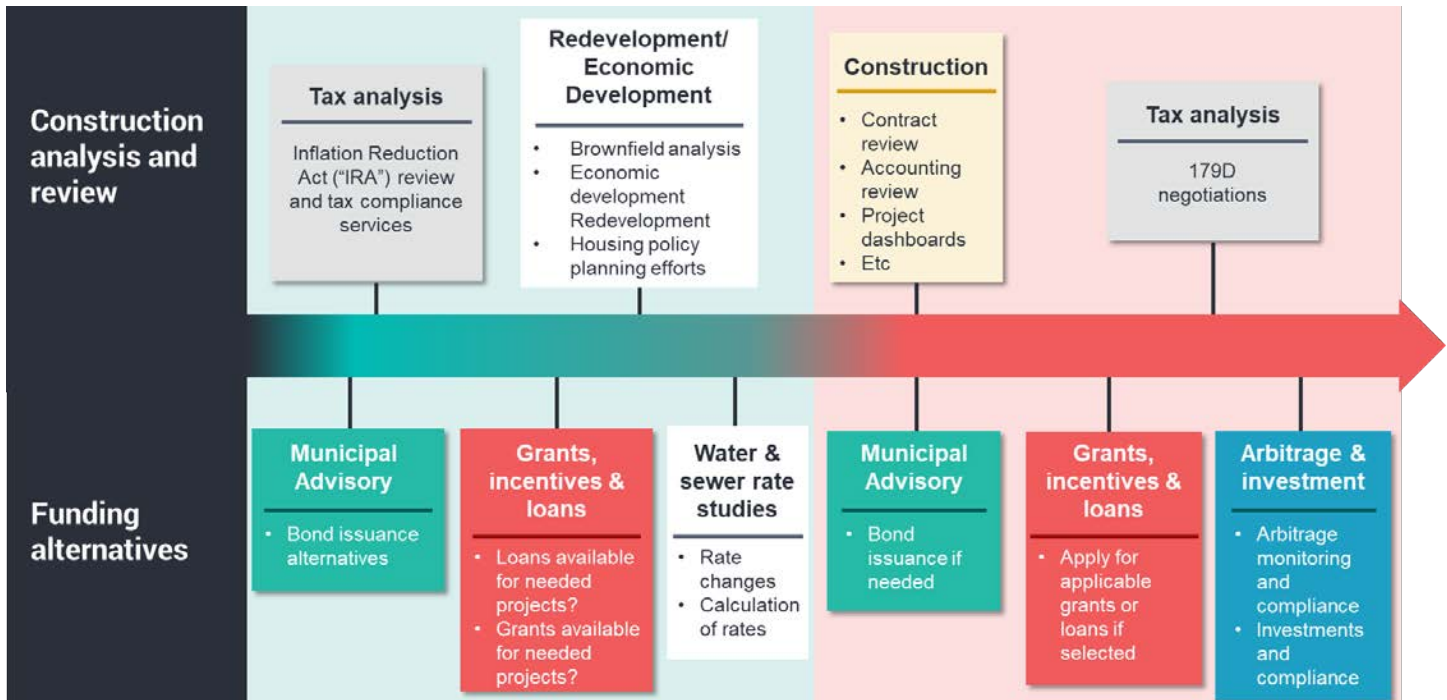 Construction
analysis and
review
Tax analysis
Inflation Reduction
Act (“IRA”) review
and tax compliance
services
Redevelopment/
Economic
Development
• Brownfield analysis
• Economic
development
Redevelopment
• Housing policy
planning efforts
Construction
• Contract
review
• Accounting
review
• Project
dashboards
• Etc
Tax analysis
179D
negotiations
Funding
alternatives
Municipal
Advisory
• Bond issuance
alternatives
Grants,
incentives &
loans
• Loans available
for needed
projects?
• Grants available
for needed
projects?
Water &
sewer rate
studies
• Rate
changes
• Calculation
of rates
Municipal
Advisory
• Bond
issuance if
needed
Grants,
incentives &
loans
• Apply for
applicable
grants or
loans if
selected
Arbitrage &
investment
• Arbitrage
monitoring
and
compliance
• Investments
and
compliance